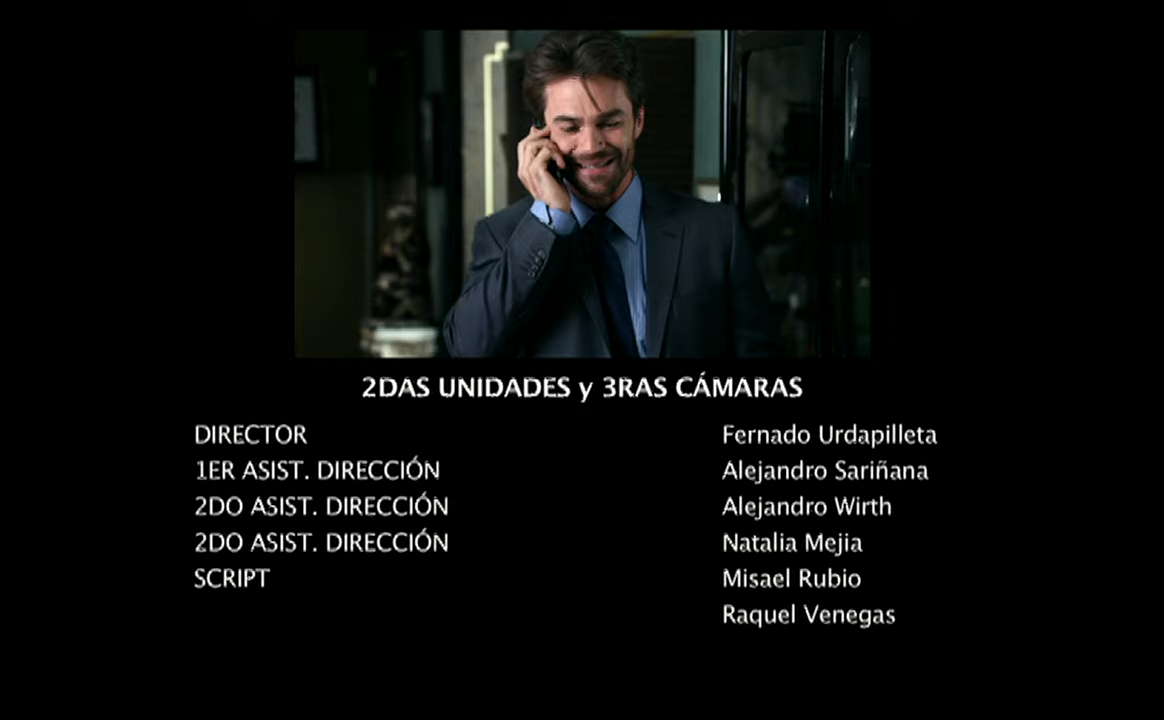 2DAS UNIDADES y 3RAS CÁMARAS
DIRECTOR Fernado Urdapilleta
1ER ASIST. DIRECCIÓN Alejandro Sariñana
2DO ASIST. DIRECCIÓN Alejandro Wirth
2DO ASIST. DIRECCIÓN Natalia Mejia
SCRIPT Misael Rubio
Raquel Venegas